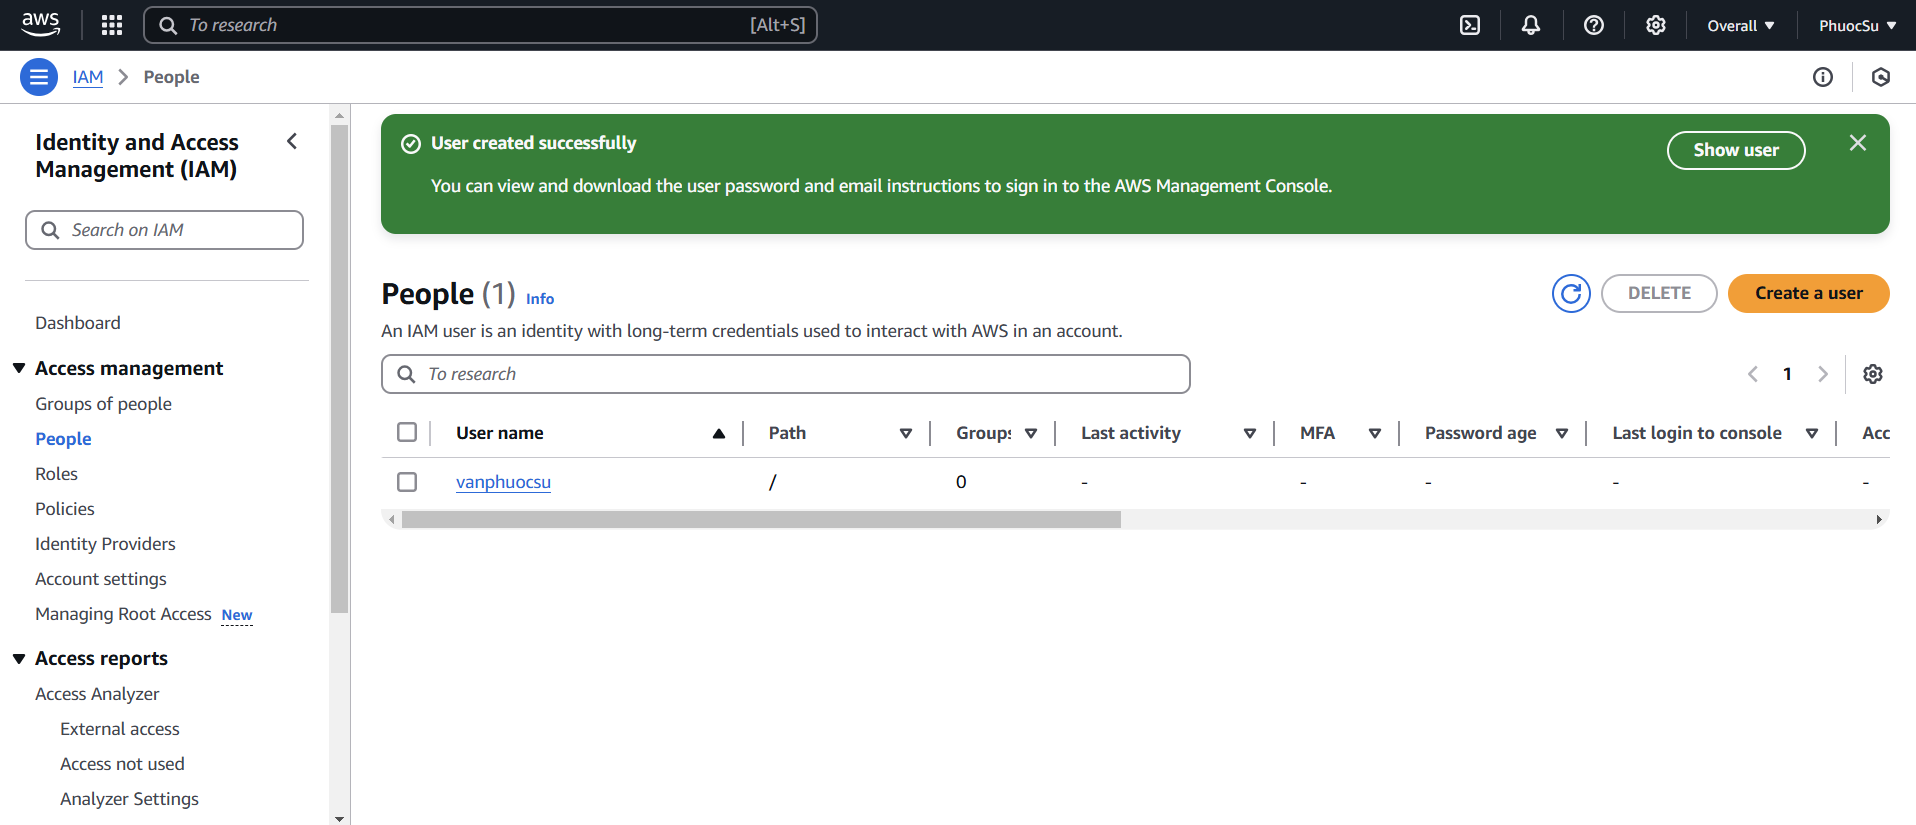 aws
To research [Alt+S]
Overall
PhuocSu
IAM
People
Identity and Access
Management (IAM)
Search on IAM
Dashboard
Access management
Groups of people
People
Roles
Policies
Identity Providers
Account settings
Managing Root Access New
Access reports
Access Analyzer
External access
Access not used
Analyzer Settings
User created successfully
You can view and download the user password and email instructions to sign in to the AWS Management Console.
Show user
People (1) Info
DELETE
Create a user
An IAM user is an identity with long-term credentials used to interact with AWS in an account.
To research
1
User name Path Groups Last activity MFA Password age Last login to console Acc
vanphuocsu / 0 - - - - -